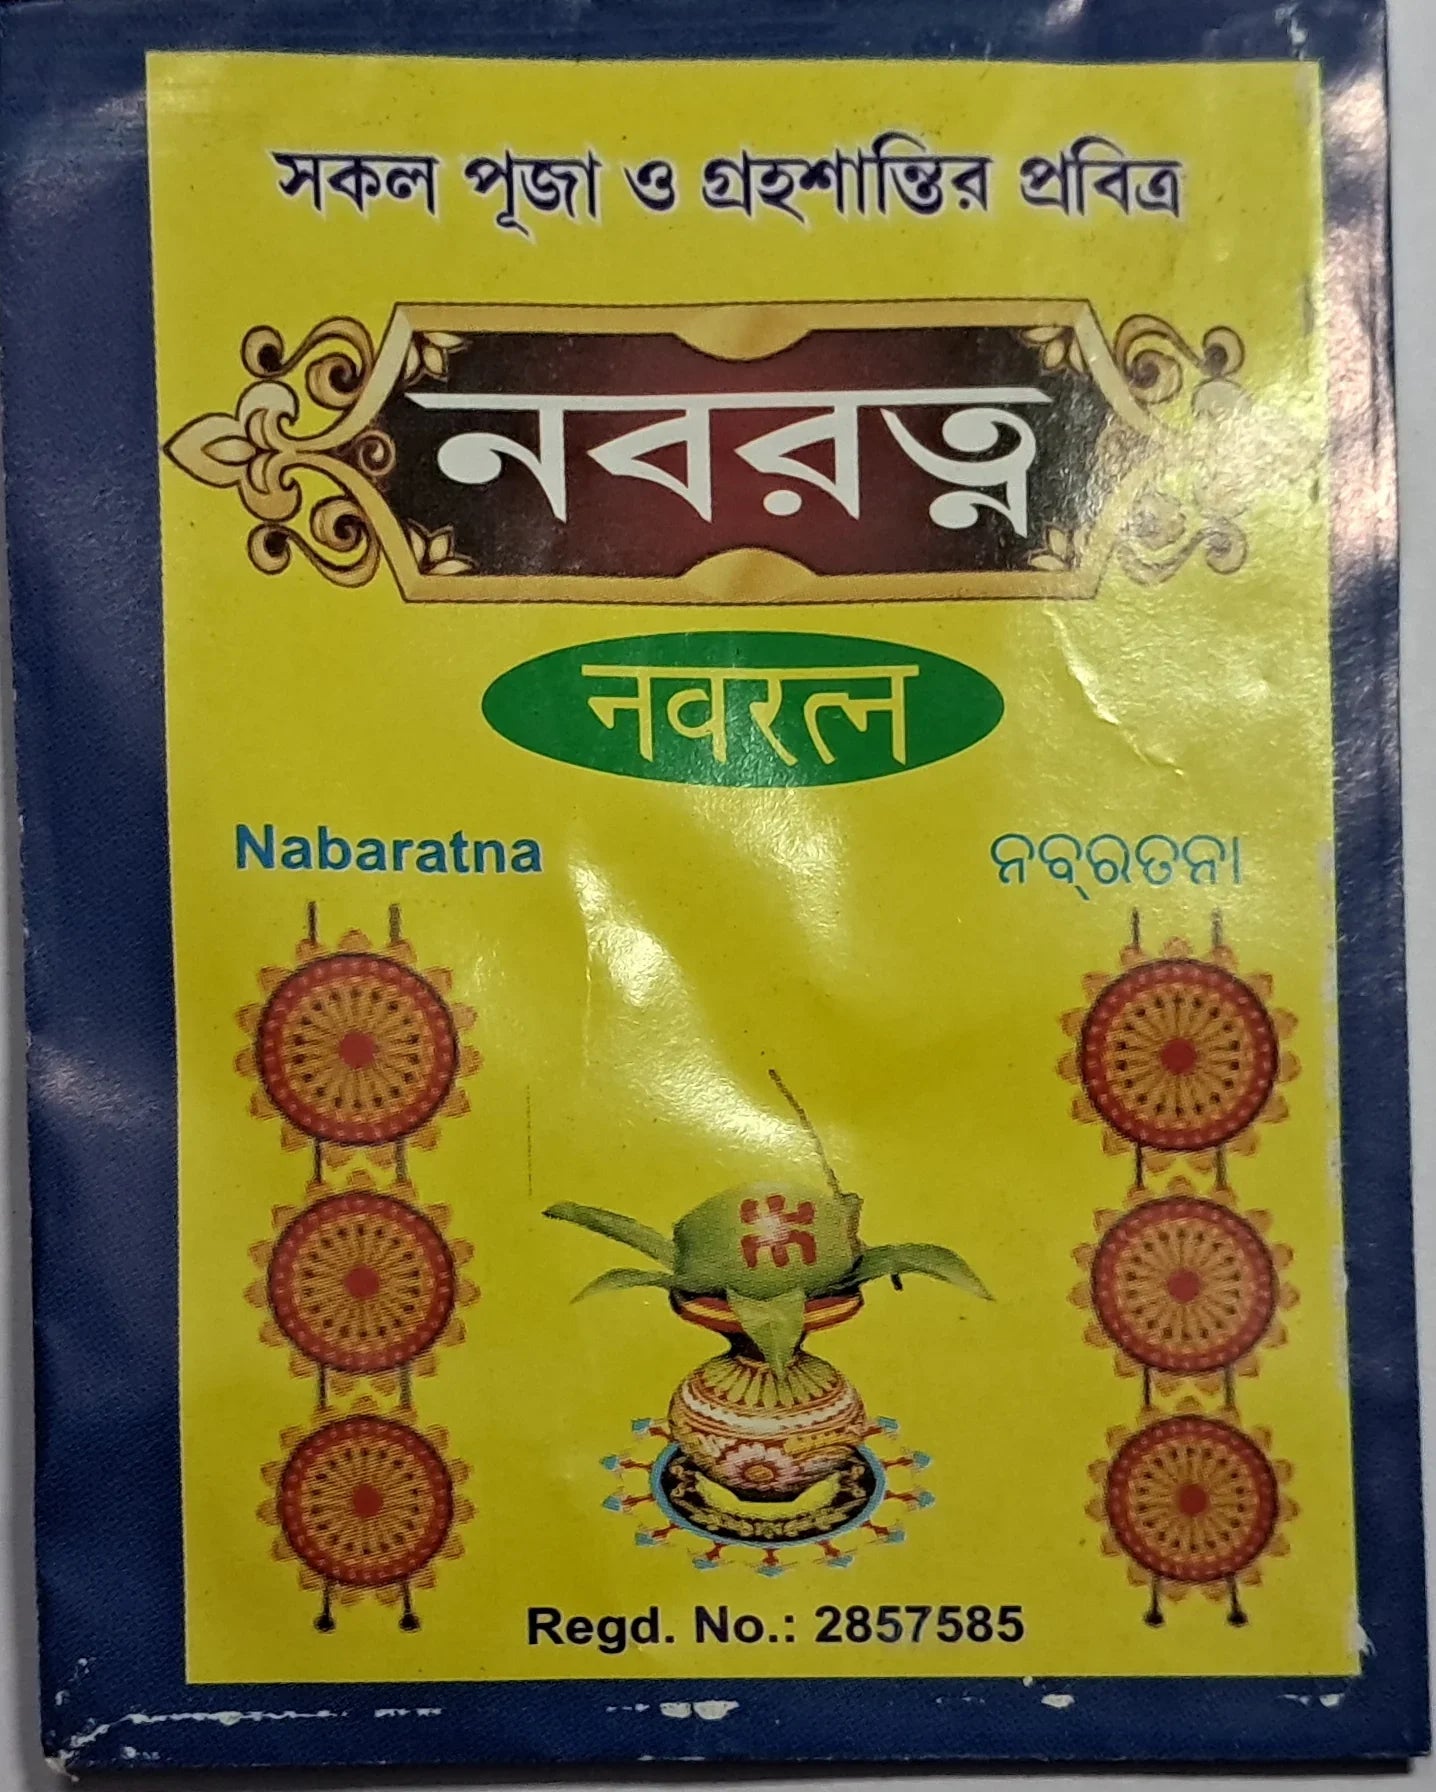 সকল পূজা ও গ্রহশান্তির প্রবিত্র
নবরত্ন
नवरत्न
Nabaratna ନବ୍ରତନା
Regd. No.: 2857585